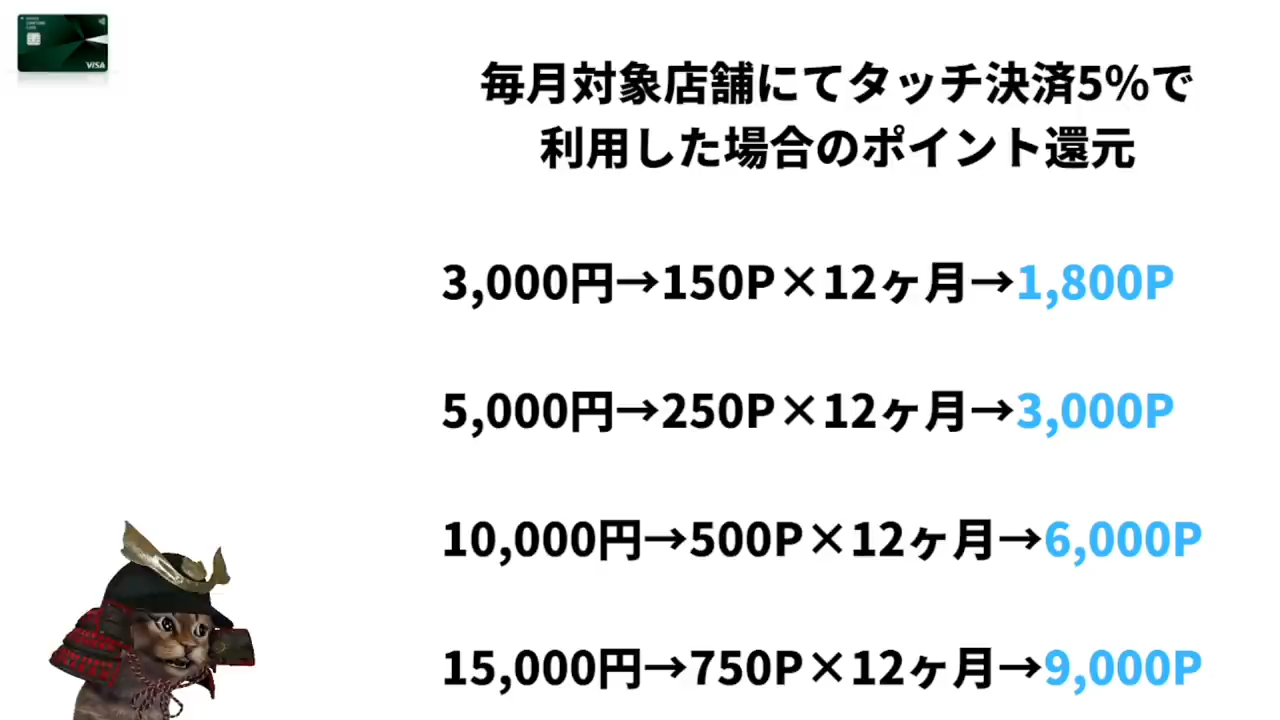 VISA
毎月対象店舗にてタッチ決済5%で
利用した場合のポイント還元
3,000円→150P×12ヶ月→1,800P
5,000円→250P×12ヶ月→3,000P
10,000円→500P×12ヶ月→6,000P
15,000円→750P×12ヶ月→9,000P